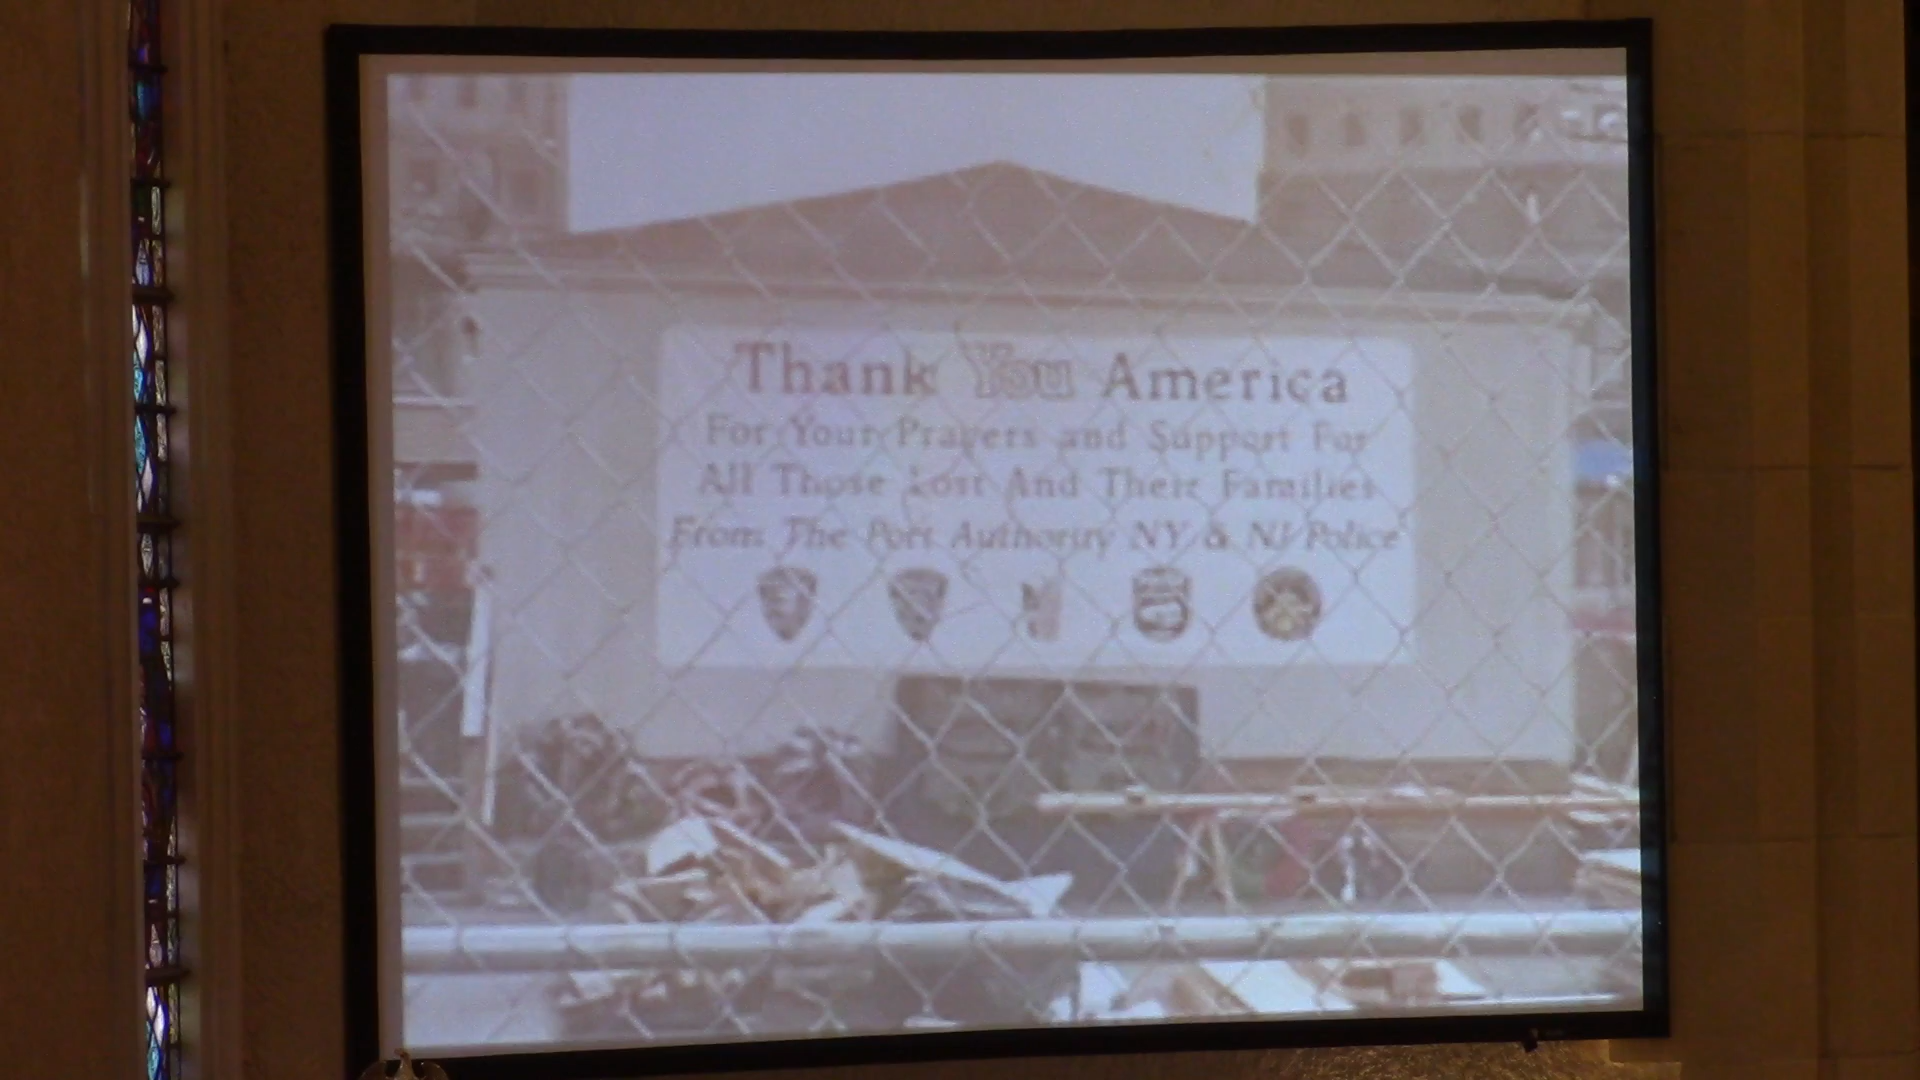 Thank You America
For Your Prayers and Support For
All Those Lost And Their Families
From The Port Authority NY & NJ Police